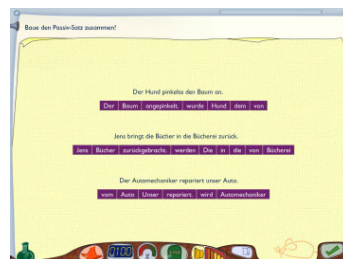 Baue den Passiv-Satz zusammen!
Der Hund pinkelte den Baum an.
Der Baum angepinkelt. wurde Hund dem von
Jens bringt die Bücher in die Bücherei zurück.
Jens Bücher zurückgebracht. werden Die in die von Bücherei
Der Automechaniker repariert unser Auto.
vom Auto Unser repariert. wird Automechaniker